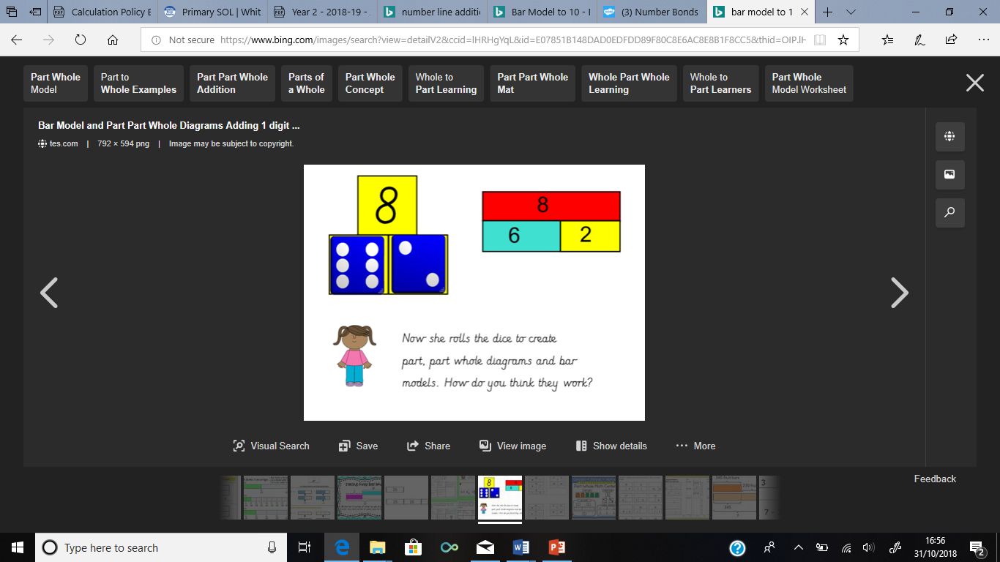 Calculation Policy E
Primary SOL | Whit
Year 2 - 2018-19 -
number line additi
Bar Model to 10 - E
(3) Number Bonds
bar model to 1
Not secure https://www.bing.com/images/search?view=detailV2&ccid=lHRHgYqL&id=E07851B148DAD0EDFDD89F80C8E6AC8E8B1F8CC5&thid=OIP.lH
Part Whole
Model
Part to
Whole Examples
Part Part Whole
Addition
Parts of
a Whole
Part Whole
Concept
Whole to
Part Learning
Part Part Whole
Mat
Whole Part Whole
Learning
Whole to
Part Learners
Part Whole
Model Worksheet
Bar Model and Part Part Whole Diagrams Adding 1 digit ...
tes.com | 792 × 594 png | Image may be subject to copyright.
8
8
6 2
Now she rolls the dice to create
part, part whole diagrams and bar
models. How do you think they work?
Visual Search Save Share View image Show details More
Feedback
Type here to search
16:56
31/10/2018
2